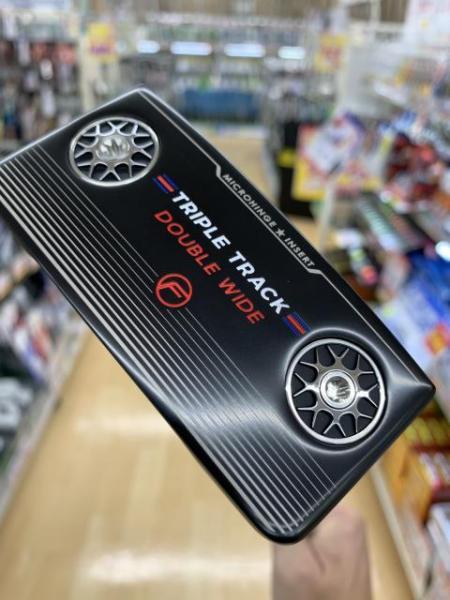 MICROHINGE ★ INSERT
TRIPLE TRACK
DOUBLE WIDE
F